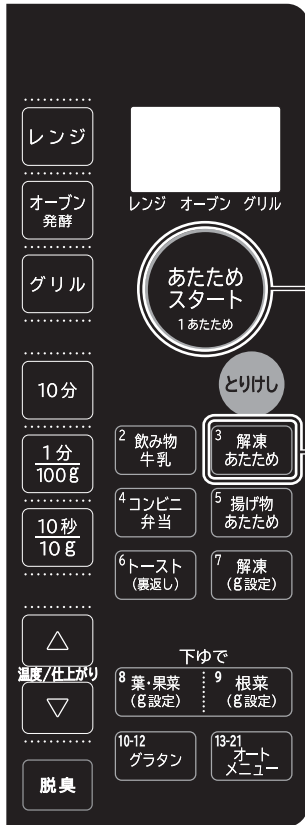 レンジ
オーブン
発酵
グリル
10分
1分
100g
10秒
10g
△
温度/仕上がり
▽
脱臭
レンジ オーブン グリル
あたため
スタート
1あたため
とりけし
2 飲み物
牛乳
3 解凍
あたため
4 コンビニ
弁当
5 揚げ物
あたため
6 トースト
(裏返し)
7 解凍
(g設定)
下ゆで
8 葉・果菜
(g設定)
9 根菜
(g設定)
10-12
グラタン
13-21
オート
メニュー